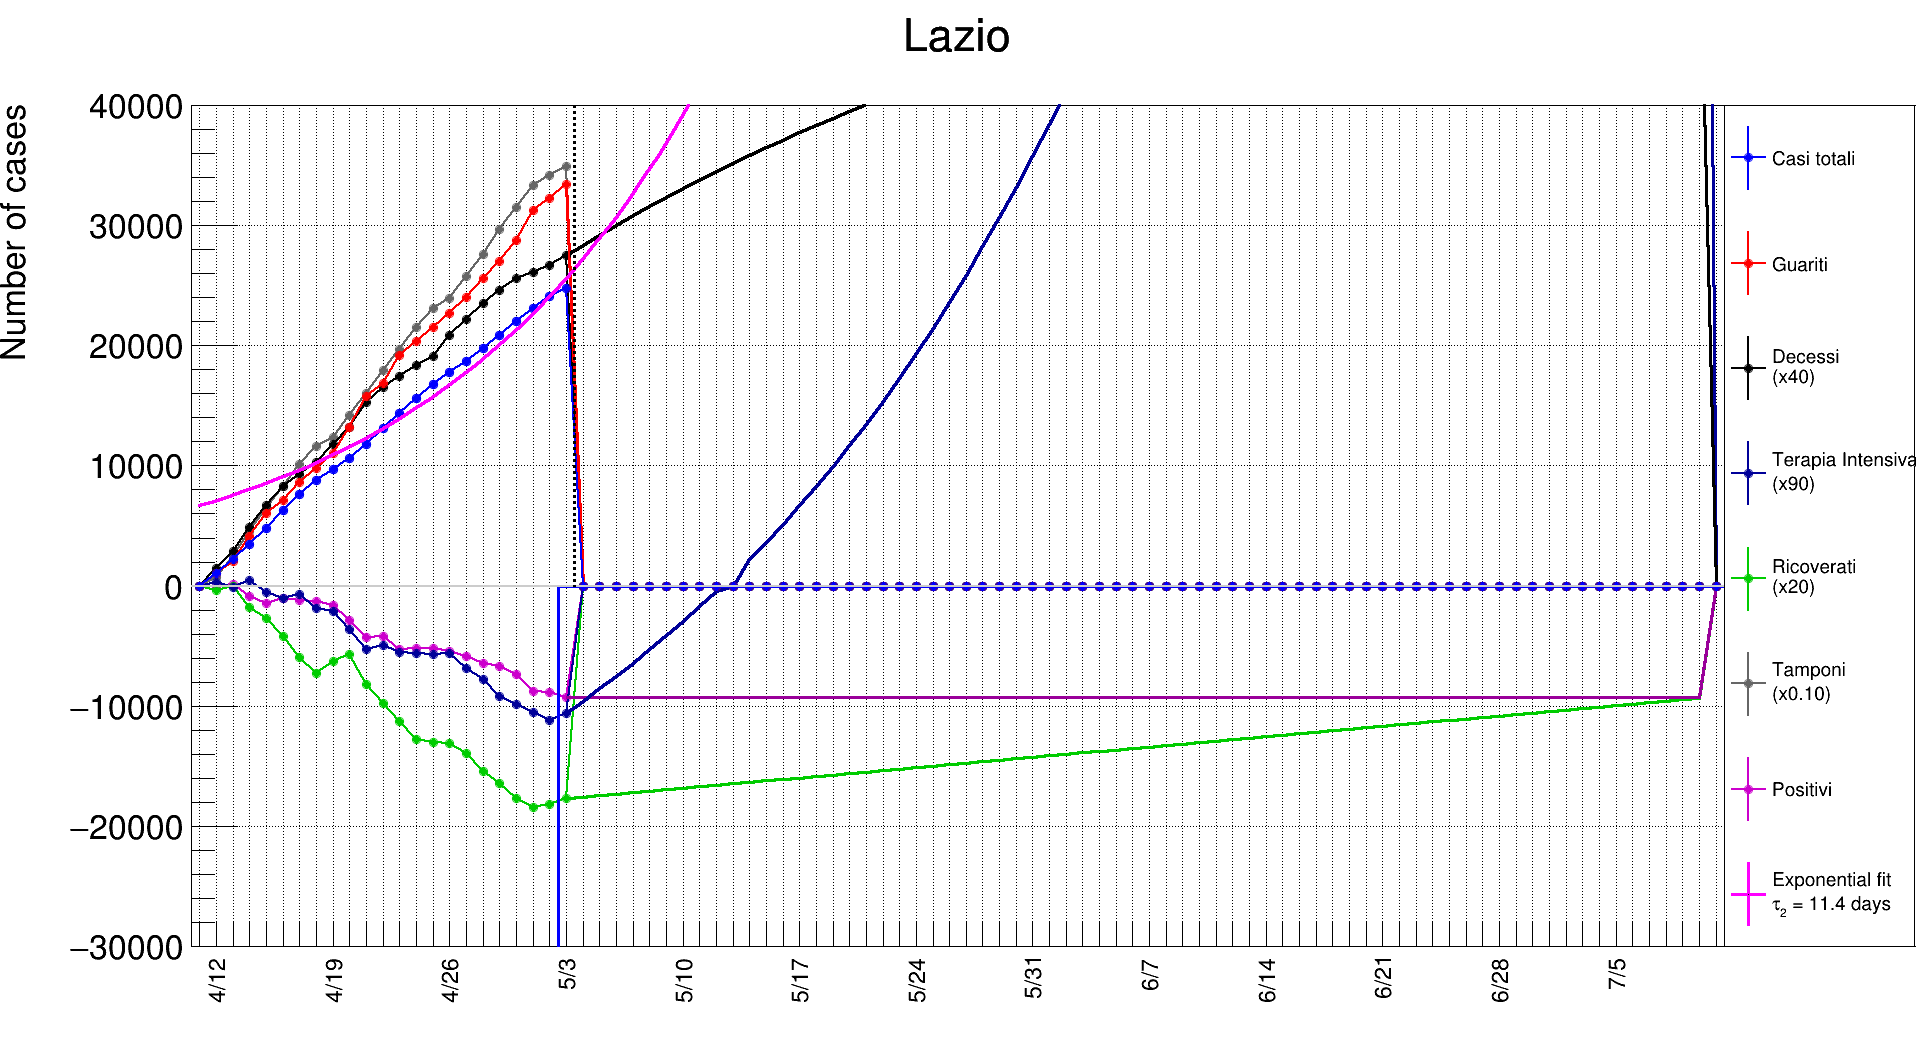 Lazio
Number of cases
40000
30000
20000
10000
0
−10000
−20000
−30000
4/12
4/19
4/26
5/3
5/10
5/17
5/24
5/31
6/7
6/14
6/21
6/28
7/5
Casi totali
Guariti
Decessi
(x40)
Terapia Intensiva
(x90)
Ricoverati
(x20)
Tamponi
(x0.10)
Positivi
Exponential fit
τ2 = 11.4 days